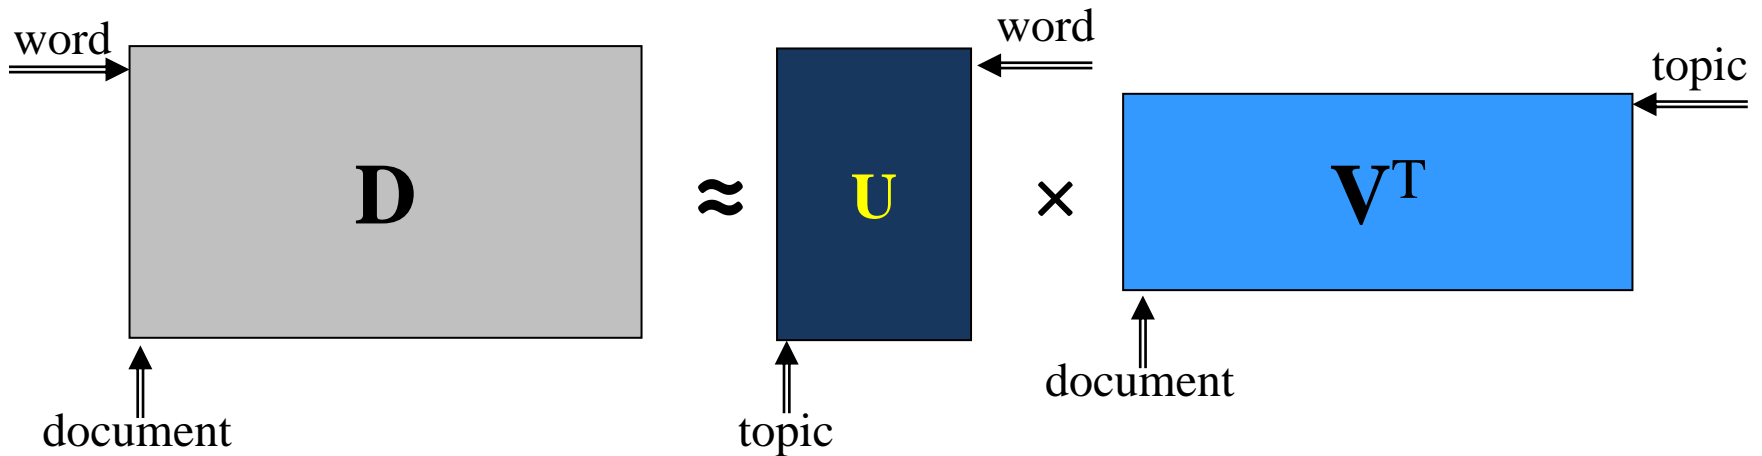 word
word
topic
D ≈ U × V^T
document
document
topic